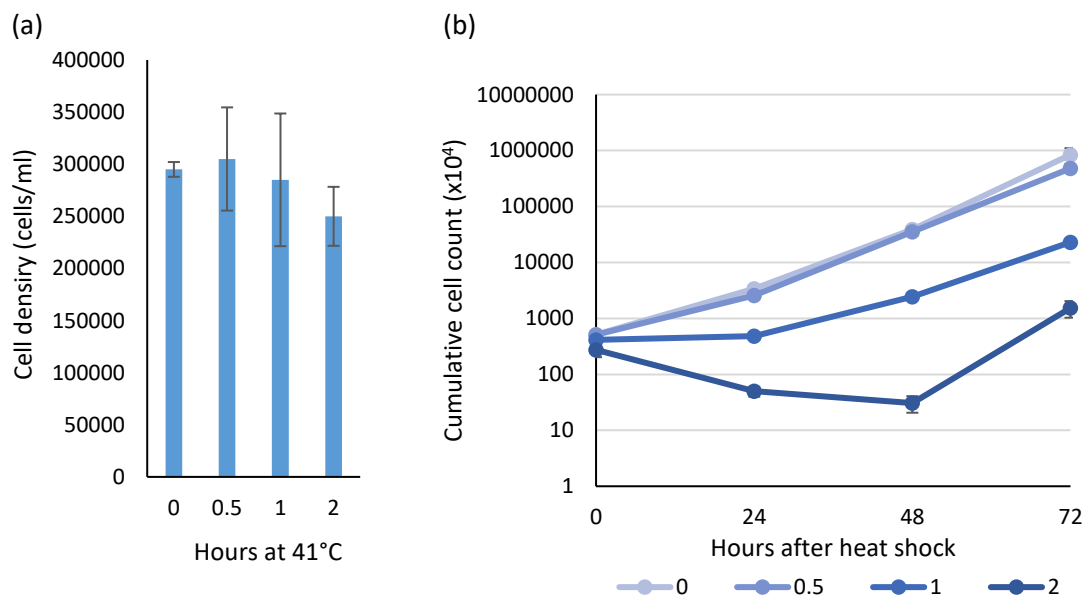 (a)
Cell densiry (cells/ml)
400000
350000
300000
250000
200000
150000
100000
50000
0
0 0.5 1 2
Hours at 41°C
(b)
Cumulative cell count (x10⁴)
10000000
1000000
100000
10000
1000
100
10
1
0 24 48 72
Hours after heat shock
0 0.5 1 2